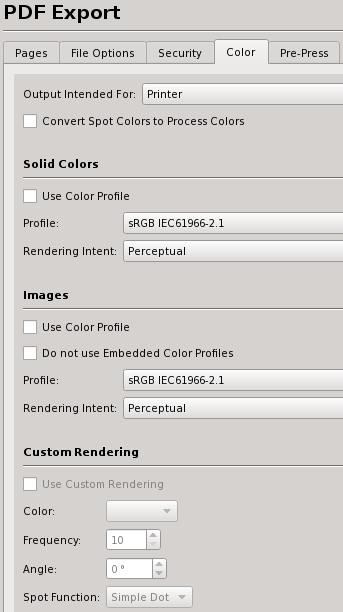 PDF Export
Pages File Options Security Color Pre-Press
Output Intended For: Printer
Convert Spot Colors to Process Colors
Solid Colors
Use Color Profile
Profile: sRGB IEC61966-2.1
Rendering Intent: Perceptual
Images
Use Color Profile
Do not use Embedded Color Profiles
Profile: sRGB IEC61966-2.1
Rendering Intent: Perceptual
Custom Rendering
Use Custom Rendering
Color:
Frequency: 10
Angle: 0 °
Spot Function: Simple Dot